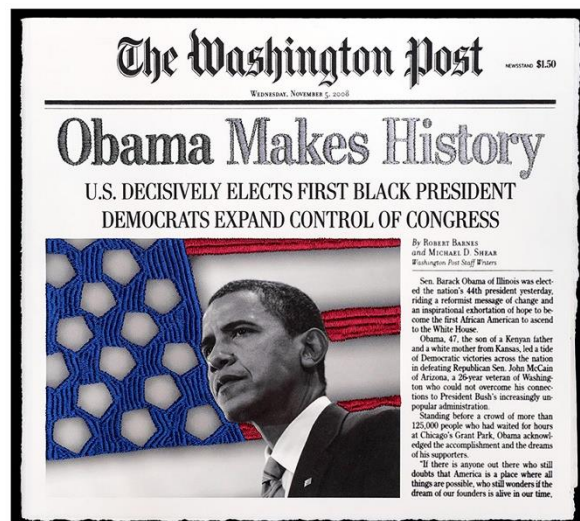 The Washington Post
NEWSSTAND $1.50
WEDNESDAY, NOVEMBER 5, 2008
Obama Makes History
U.S. DECISIVELY ELECTS FIRST BLACK PRESIDENT
DEMOCRATS EXPAND CONTROL OF CONGRESS
By ROBERT BARNES
and MICHAEL D. SHEAR
Washington Post Staff Writers
Sen. Barack Obama of Illinois was elect-
ed the nation's 44th president yesterday,
riding a reformist message of change and
an inspirational exhortation of hope to be-
come the first African American to ascend
to the White House.
Obama, 47, the son of a Kenyan father
and a white mother from Kansas, led a tide
of Democratic victories across the nation
in defeating Republican Sen. John McCain
of Arizona, a 26-year veteran of Washing-
ton who could not overcome his connec-
tions to President Bush's increasingly un-
popular administration.
Standing before a crowd of more than
125,000 people who had waited for hours
at Chicago's Grant Park, Obama acknowl-
edged the accomplishment and the dreams
of his supporters.
"If there is anyone out there who still
doubts that America is a place where all
things are possible, who still wonders if the
dream of our founders is alive in our time,